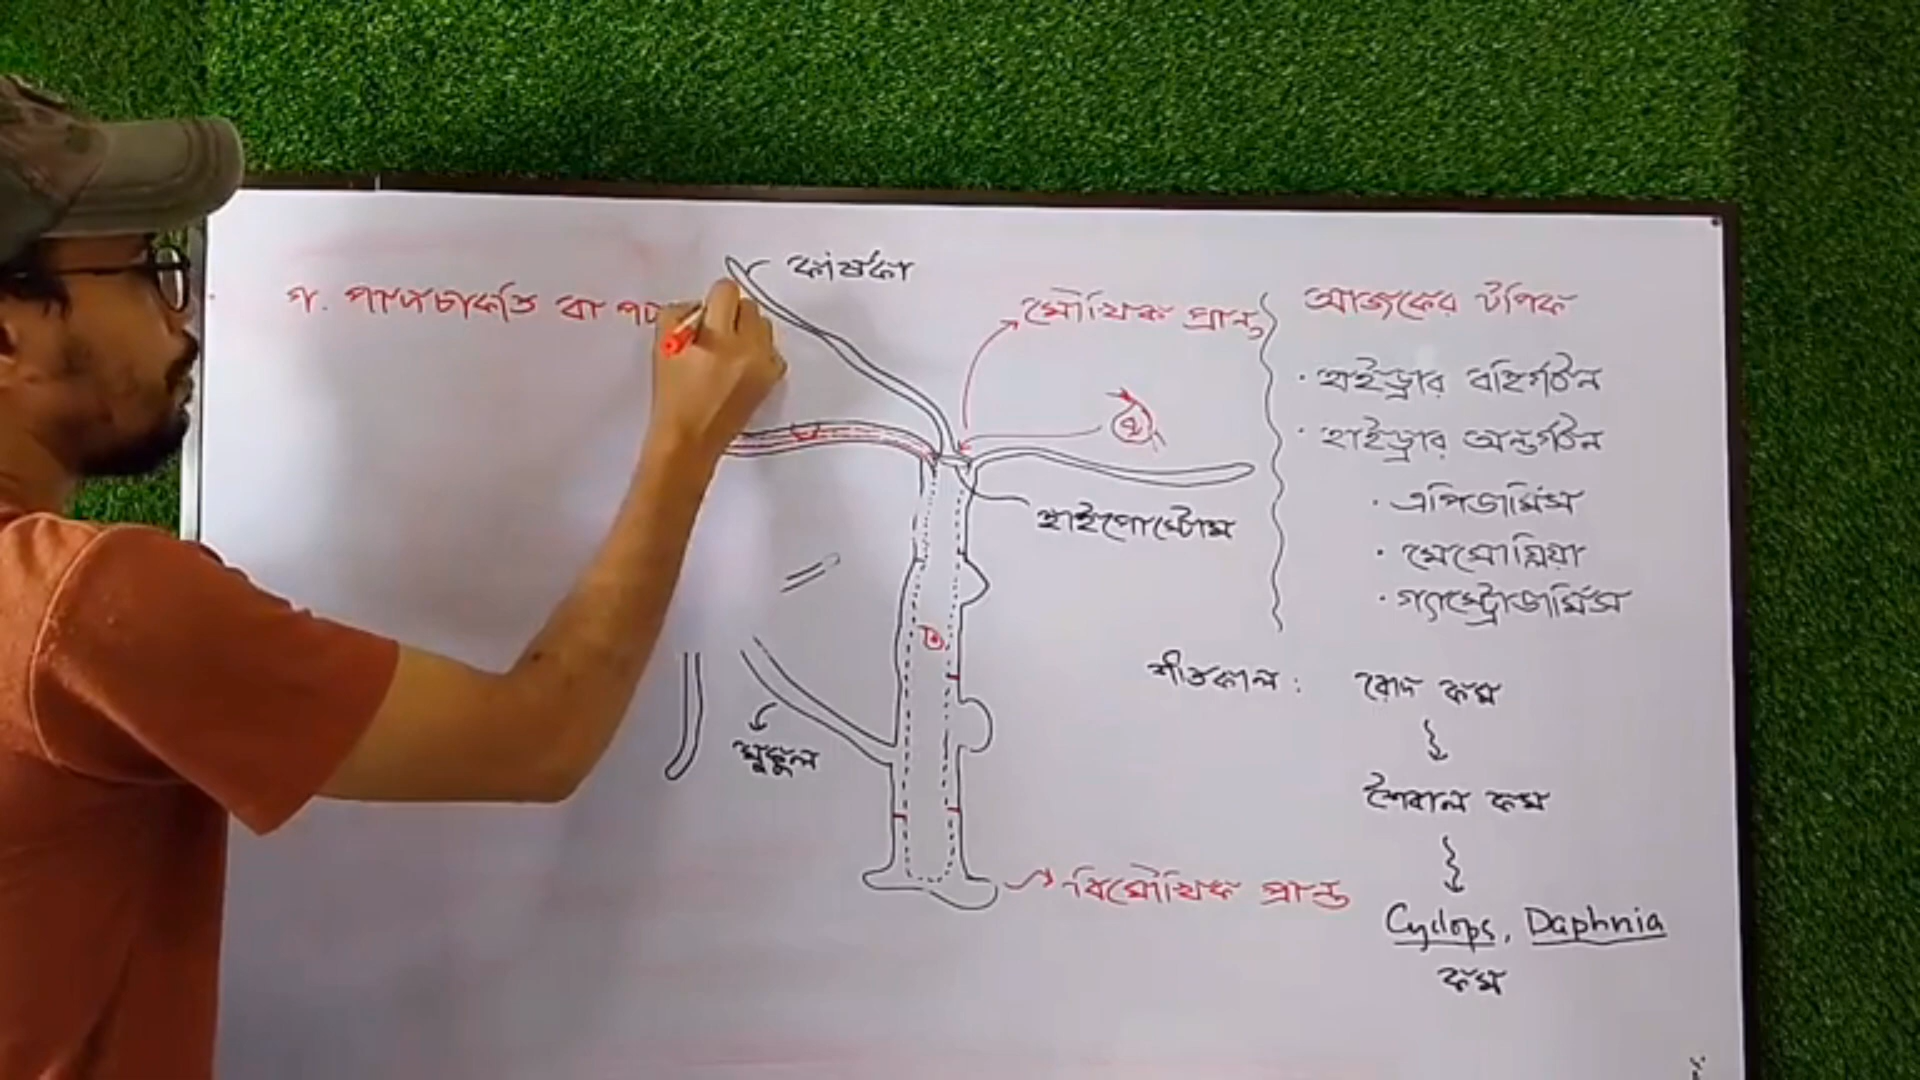 গ. পাদচাকতি বা পদ
কর্ষিকা
মৌখিক প্রান্ত
হাইপোস্টোম
মুকুল
বিমৌখিক প্রান্ত
আজকের টপিক
· হাইড্রার বহির্গঠন
· হাইড্রার অন্তর্গঠন
· এপিডার্মিস
· মেসোগ্লিয়া
· গ্যাস্ট্রোডার্মিস
শীতকাল : রোদ কম
শৈবাল কম
Cyclops, Daphnia
কম